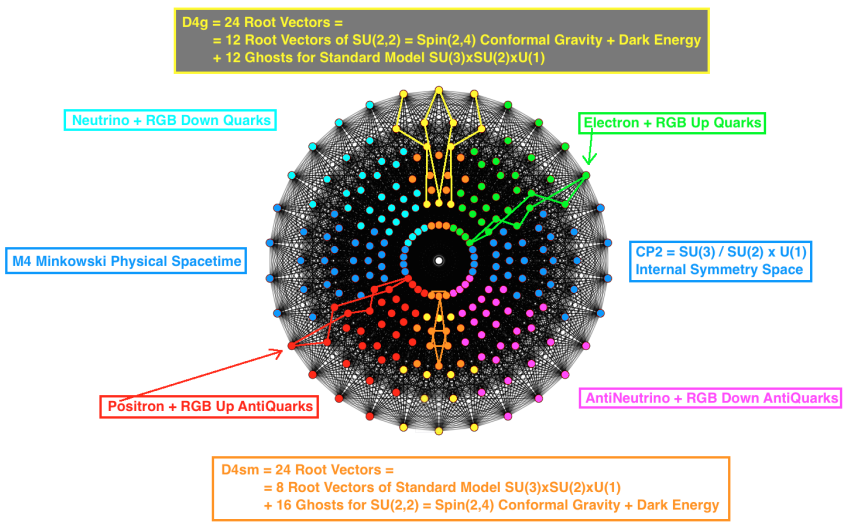 D4g = 24 Root Vectors =
= 12 Root Vectors of SU(2,2) = Spin(2,4) Conformal Gravity + Dark Energy
+ 12 Ghosts for Standard Model SU(3)xSU(2)xU(1)
Neutrino + RGB Down Quarks
Electron + RGB Up Quarks
M4 Minkowski Physical Spacetime
CP2 = SU(3) / SU(2) x U(1)
Internal Symmetry Space
Positron + RGB Up AntiQuarks
AntiNeutrino + RGB Down AntiQuarks
D4sm = 24 Root Vectors =
= 8 Root Vectors of Standard Model SU(3)xSU(2)xU(1)
+ 16 Ghosts for SU(2,2) = Spin(2,4) Conformal Gravity + Dark Energy